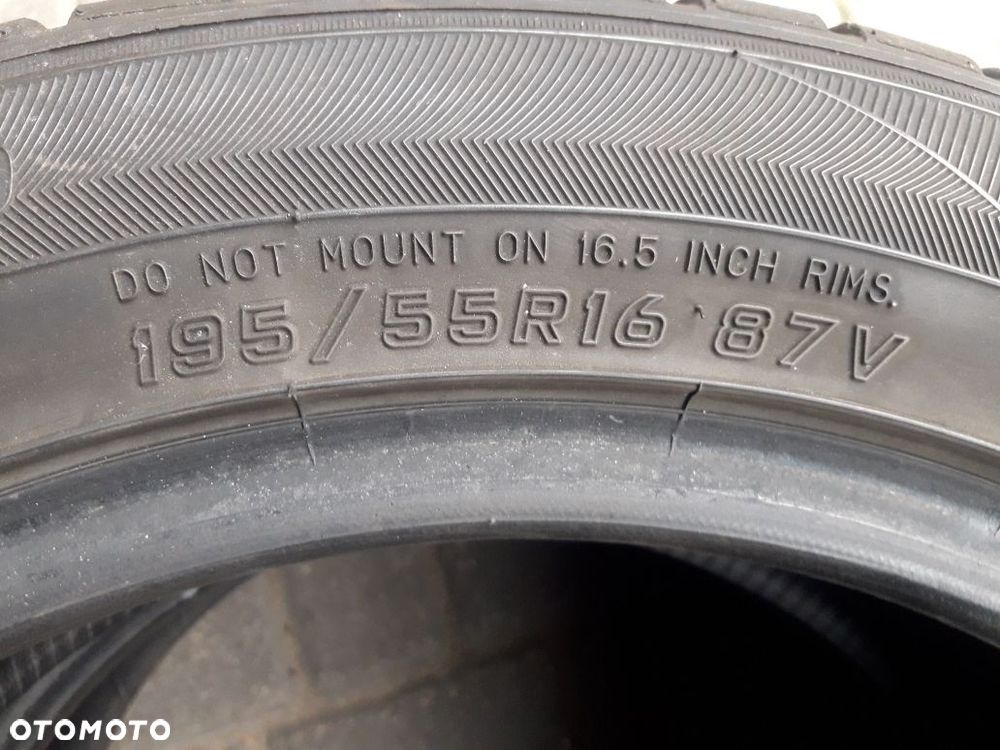 DO NOT MOUNT ON 16.5 INCH RIMS.
195/55R16 87V
OTOMOTO